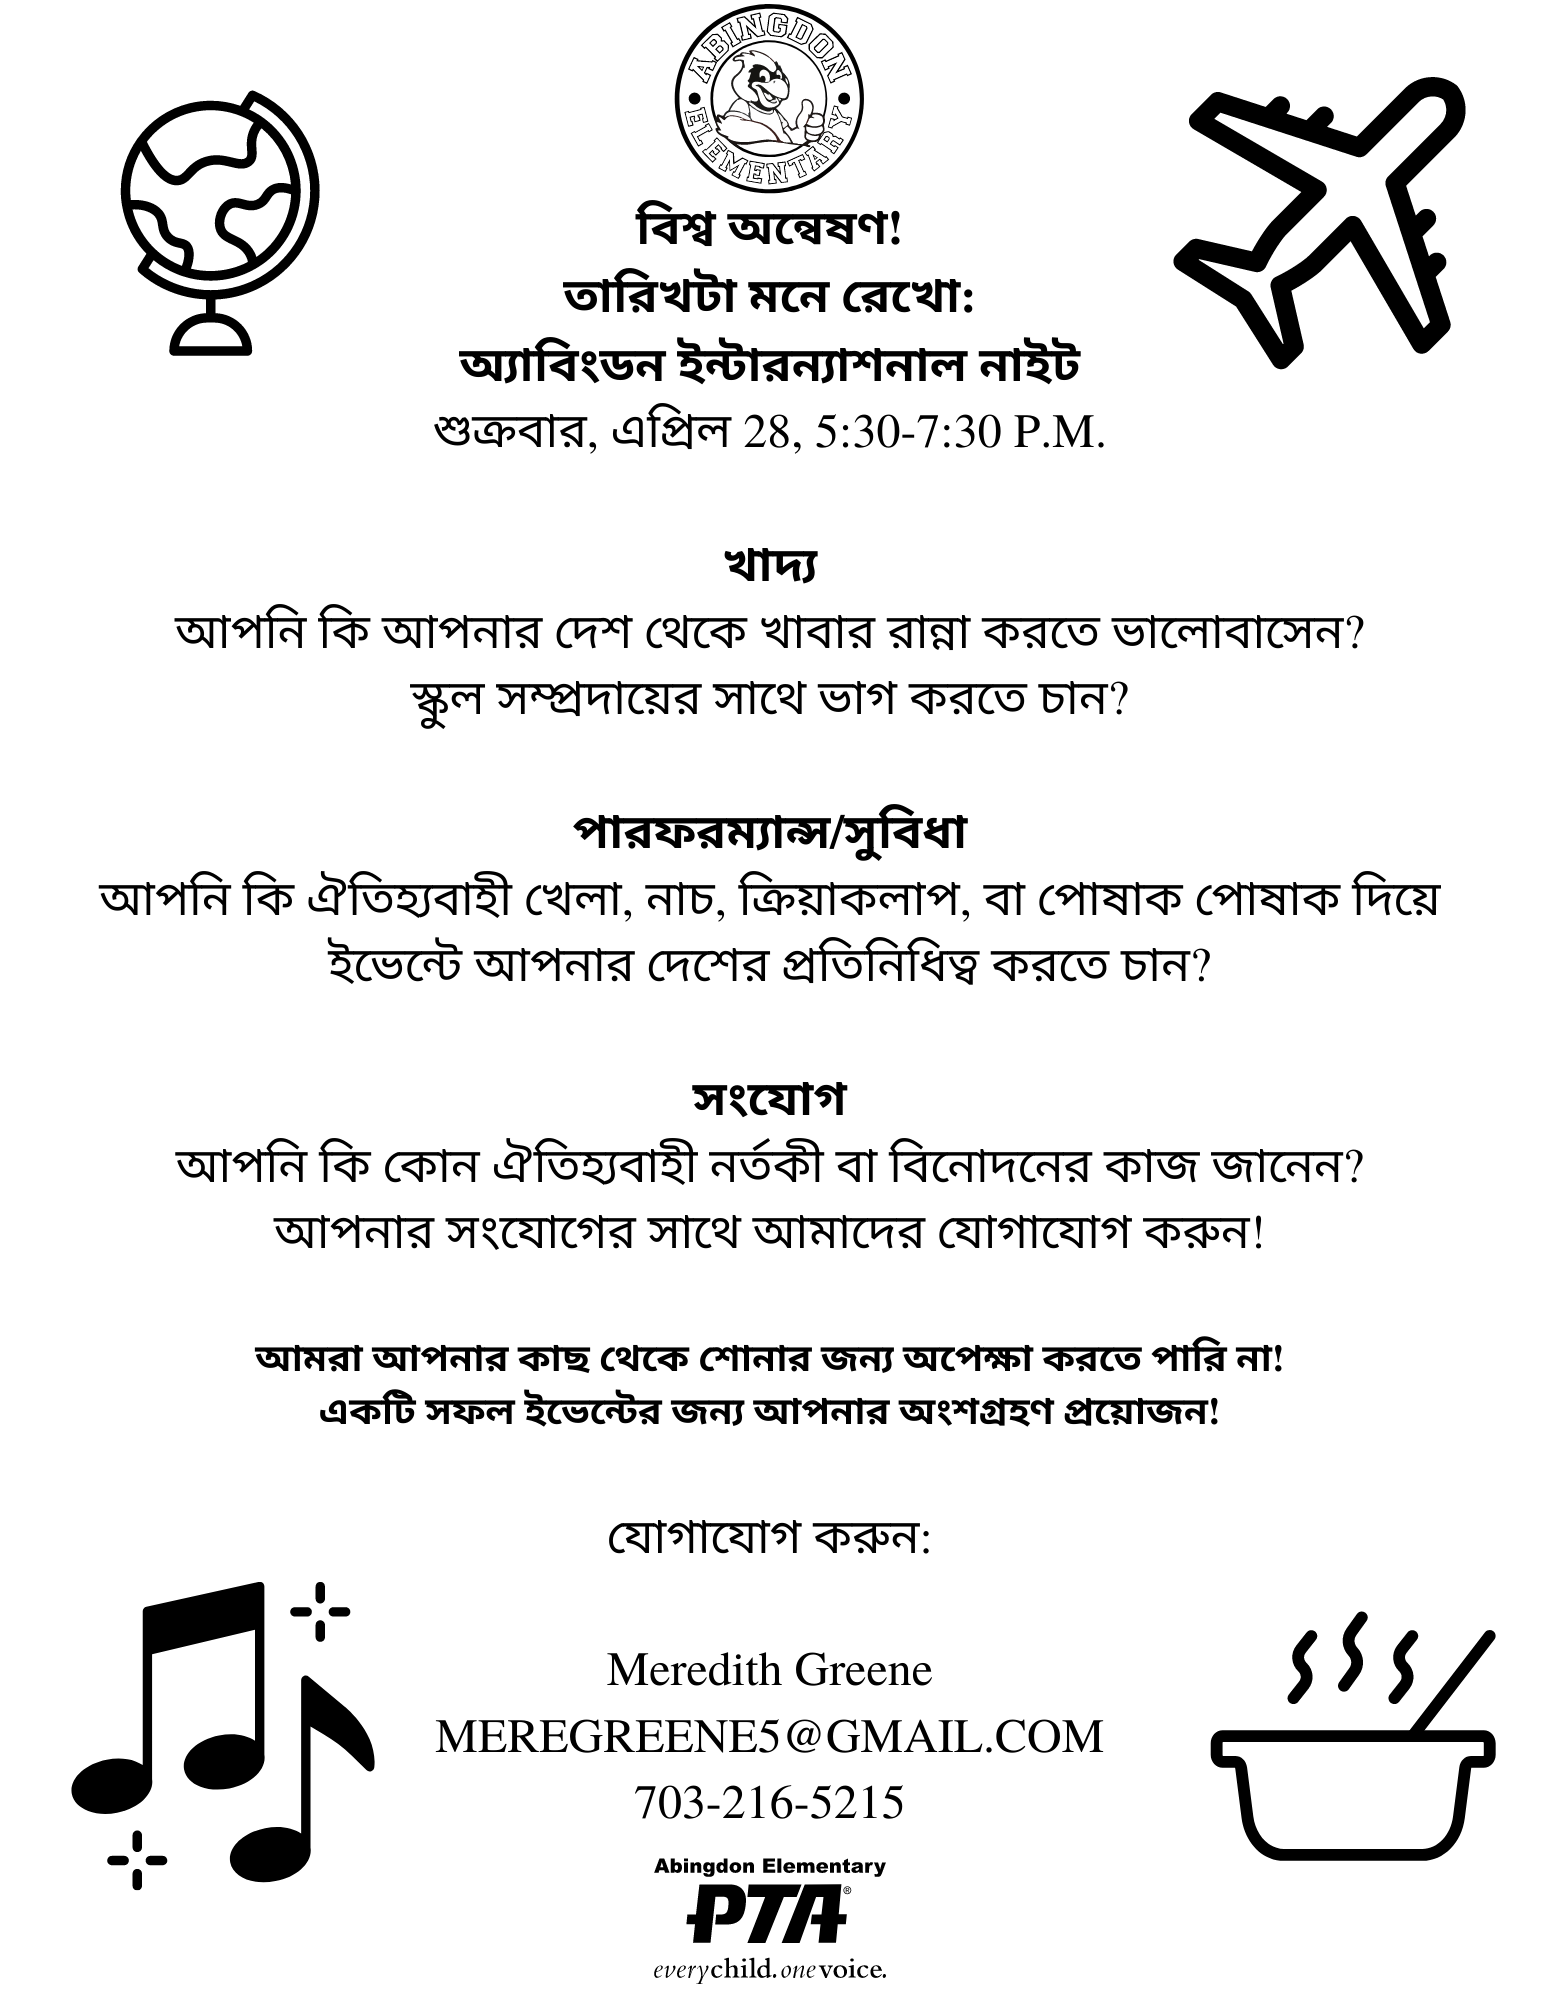 ABINGDON
ELEMENTARY
বিশ্ব অন্বেষণ!
তারিখটা মনে রেখো:
অ্যাবিংডন ইন্টারন্যাশনাল নাইট
শুক্রবার, এপ্রিল 28, 5:30-7:30 P.M.
খাদ্য
আপনি কি আপনার দেশ থেকে খাবার রান্না করতে ভালোবাসেন?
স্কুল সম্প্রদায়ের সাথে ভাগ করতে চান?
পারফরম্যান্স/সুবিধা
আপনি কি ঐতিহ্যবাহী খেলা, নাচ, ক্রিয়াকলাপ, বা পোষাক পোষাক দিয়ে
ইভেন্টে আপনার দেশের প্রতিনিধিত্ব করতে চান?
সংযোগ
আপনি কি কোন ঐতিহ্যবাহী নর্তকী বা বিনোদনের কাজ জানেন?
আপনার সংযোগের সাথে আমাদের যোগাযোগ করুন!
আমরা আপনার কাছ থেকে শোনার জন্য অপেক্ষা করতে পারি না!
একটি সফল ইভেন্টের জন্য আপনার অংশগ্রহণ প্রয়োজন!
যোগাযোগ করুন:
Meredith Greene
MEREGREENE5@GMAIL.COM
703-216-5215
Abingdon Elementary
PTA®
everychild.onevoice.